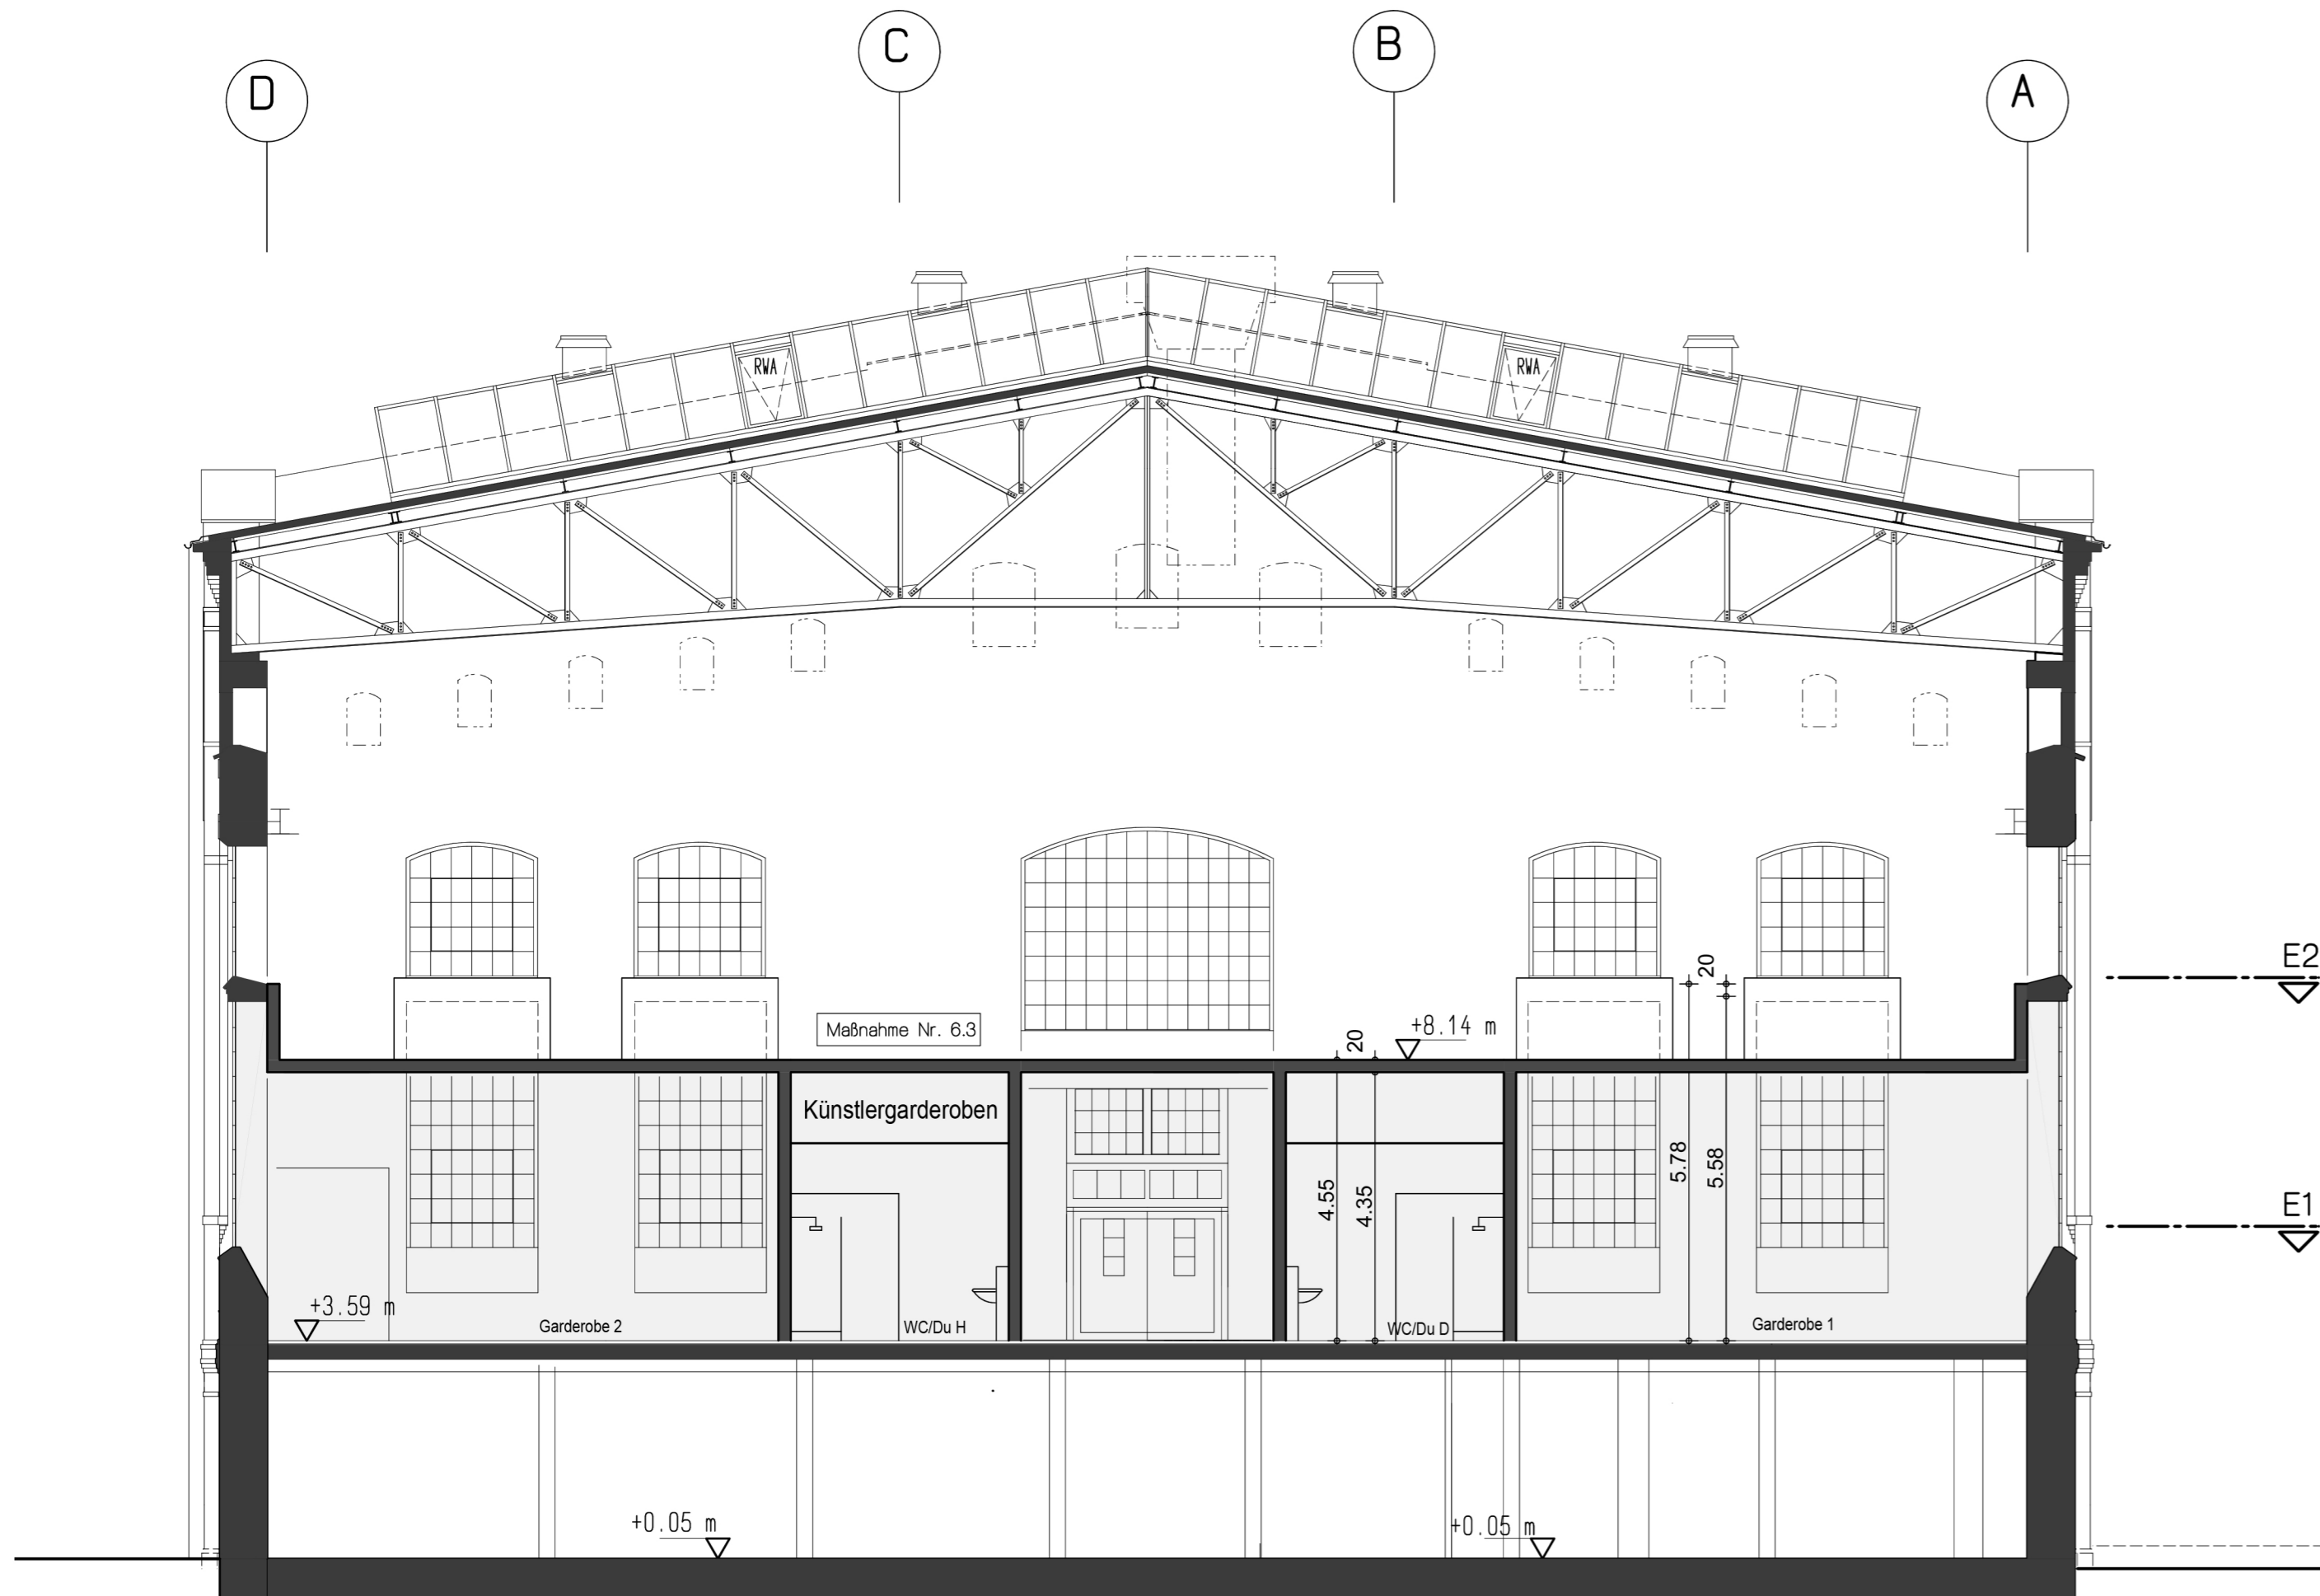 D
C
B
A
RWA
RWA
E2
20
Maßnahme Nr. 6.3
20
+8.14 m
Künstlergarderoben
5.78
5.58
4.55
4.35
E1
+3.59 m
Garderobe 2
WC/Du H
WC/Du D
Garderobe 1
+0.05 m
+0.05 m